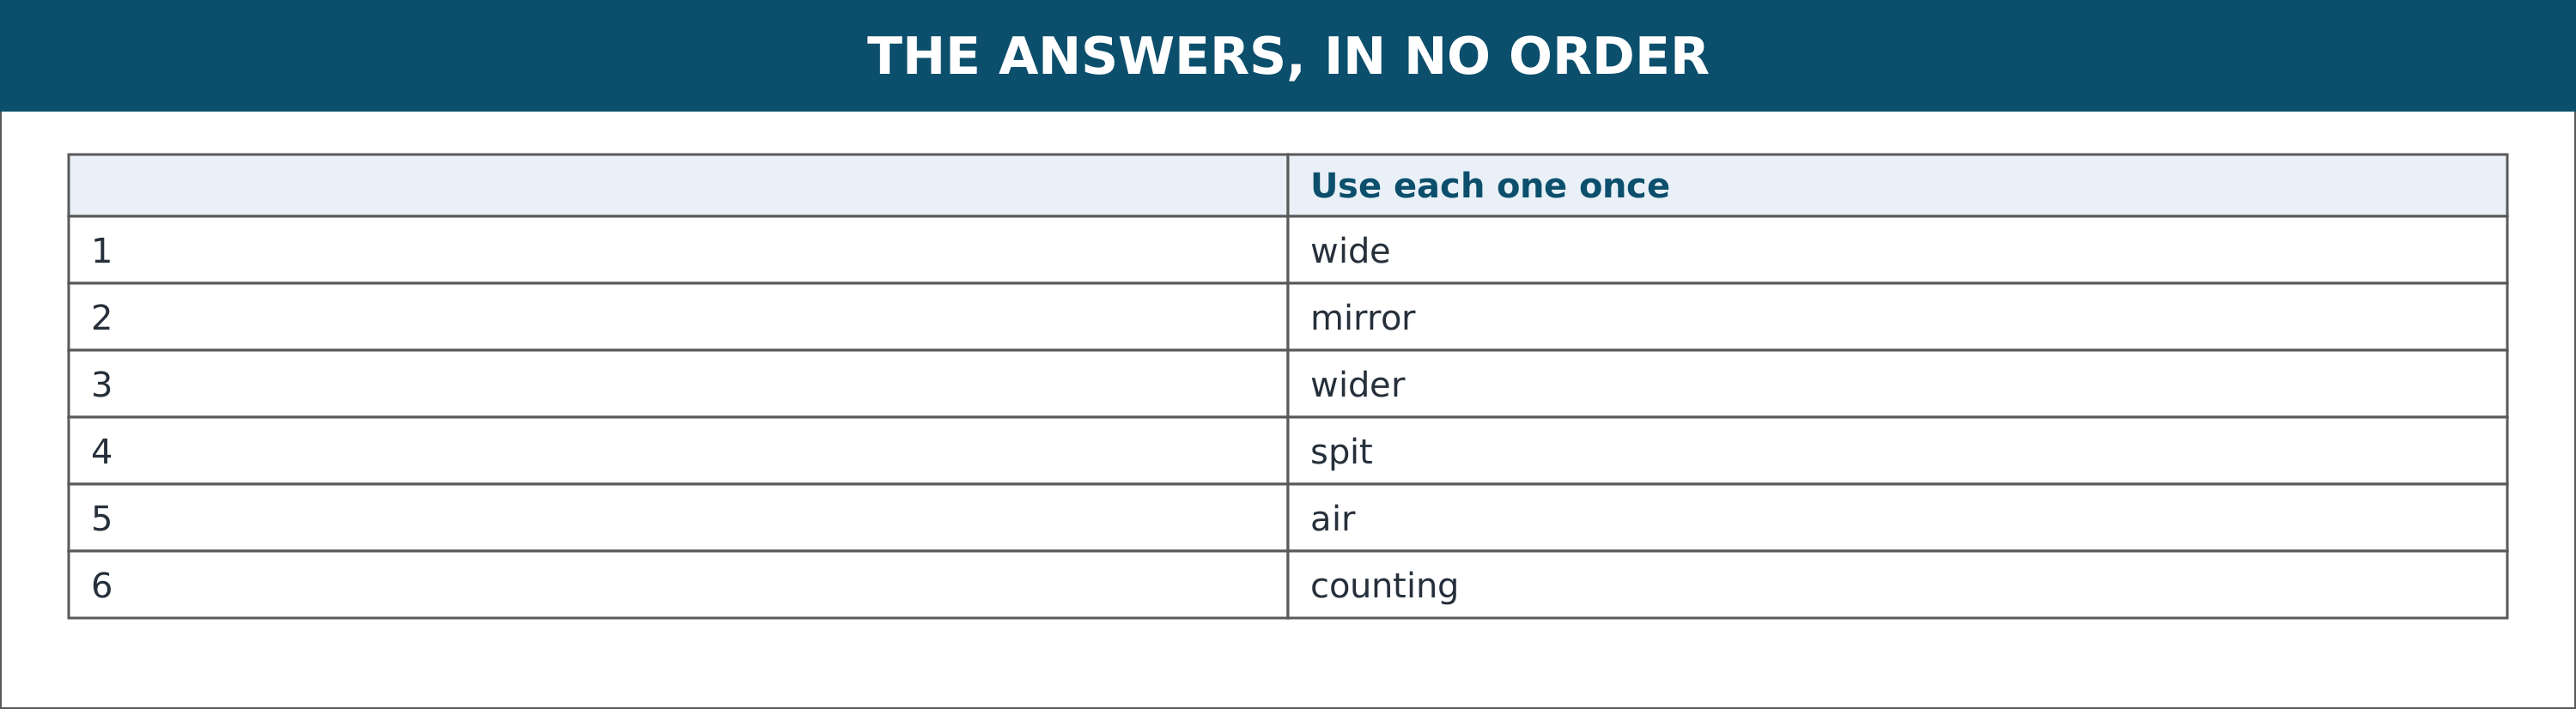 THE ANSWERS, IN NO ORDER
Use each one once
1 wide
2 mirror
3 wider
4 spit
5 air
6 counting